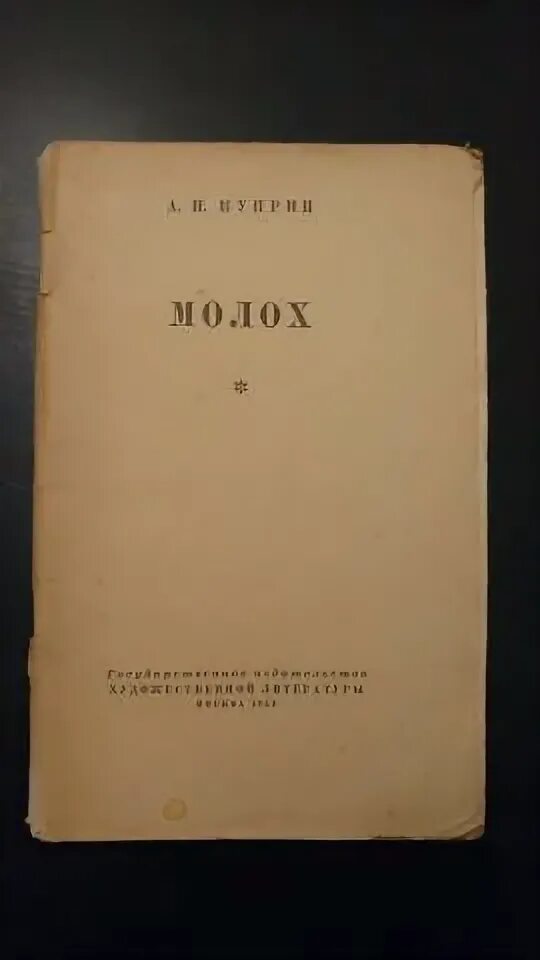 А. И. КУПРИН
МОЛОХ
*
Государственное издательство
ХУДОЖЕСТВЕННОЙ ЛИТЕРАТУРЫ
МОСКВА